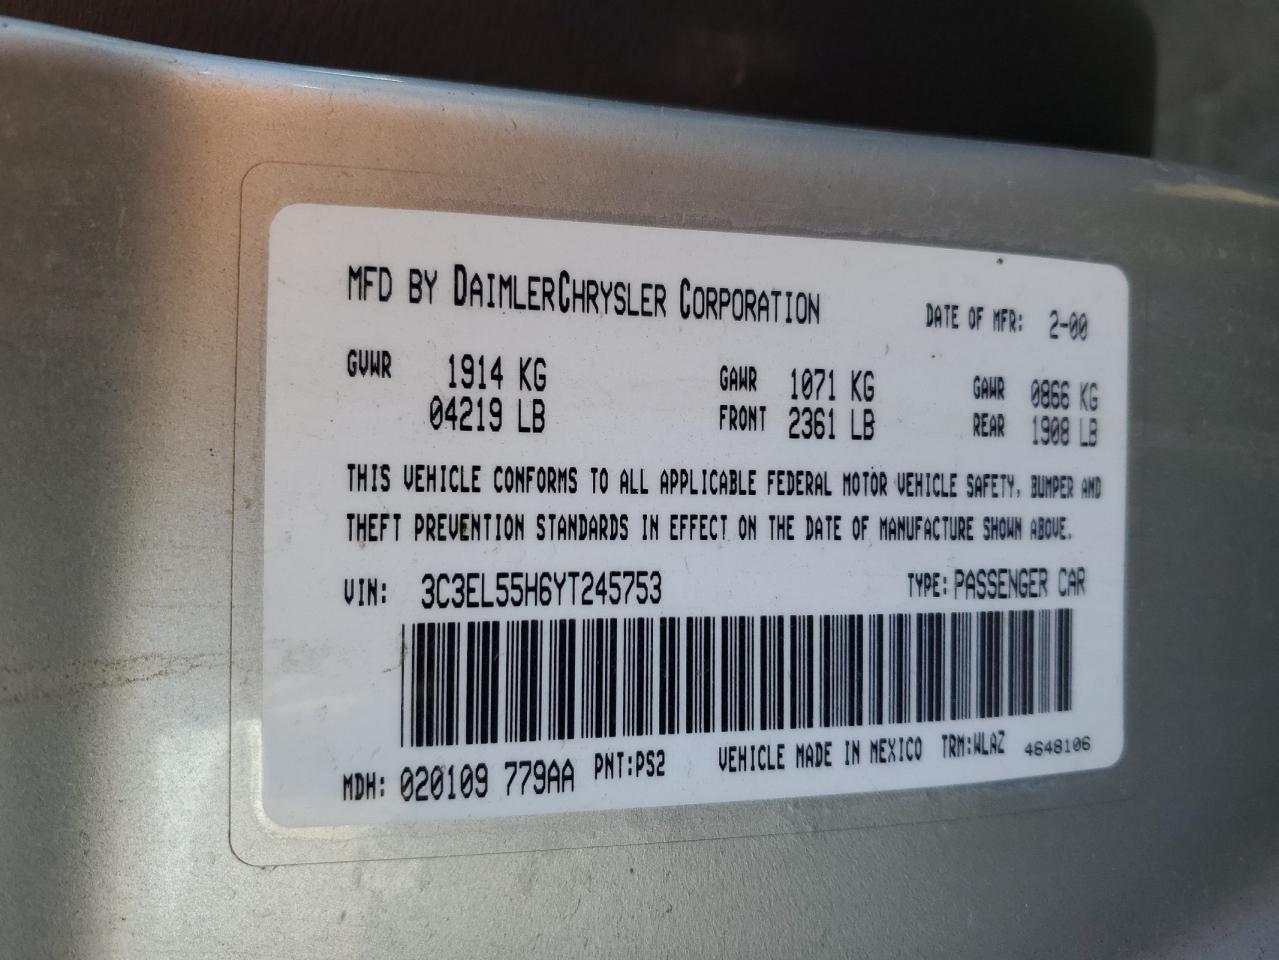 MFD BY DAIMLERCHRYSLER CORPORATION DATE OF MFR: 2-00
GVWR 1914 KG GAWR 1071 KG GAWR 0866 KG
04219 LB FRONT 2361 LB REAR 1908 LB
THIS VEHICLE CONFORMS TO ALL APPLICABLE FEDERAL MOTOR VEHICLE SAFETY, BUMPER AND
THEFT PREVENTION STANDARDS IN EFFECT ON THE DATE OF MANUFACTURE SHOWN ABOVE.
VIN: 3C3EL55H6YT245753 TYPE: PASSENGER CAR
MDH: 020109 779AA PNT:PS2 VEHICLE MADE IN MEXICO TRM:WLAZ 4648106